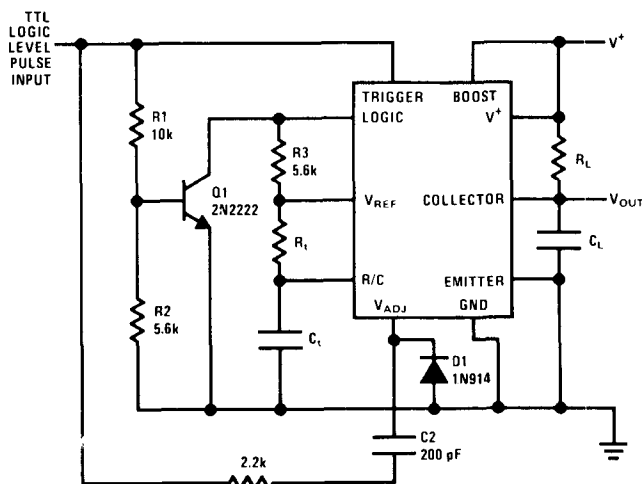 TTL
LOGIC
LEVEL
PULSE
INPUT
V+
TRIGGER
BOOST
R1
10k
LOGIC
V+
R3
5.6k
RL
Q1
2N2222
VREF
COLLECTOR
VOUT
Rt
CL
R/C
EMITTER
R2
5.6k
VADJ
GND
Ct
D1
1N914
C2
200 pF
2.2k